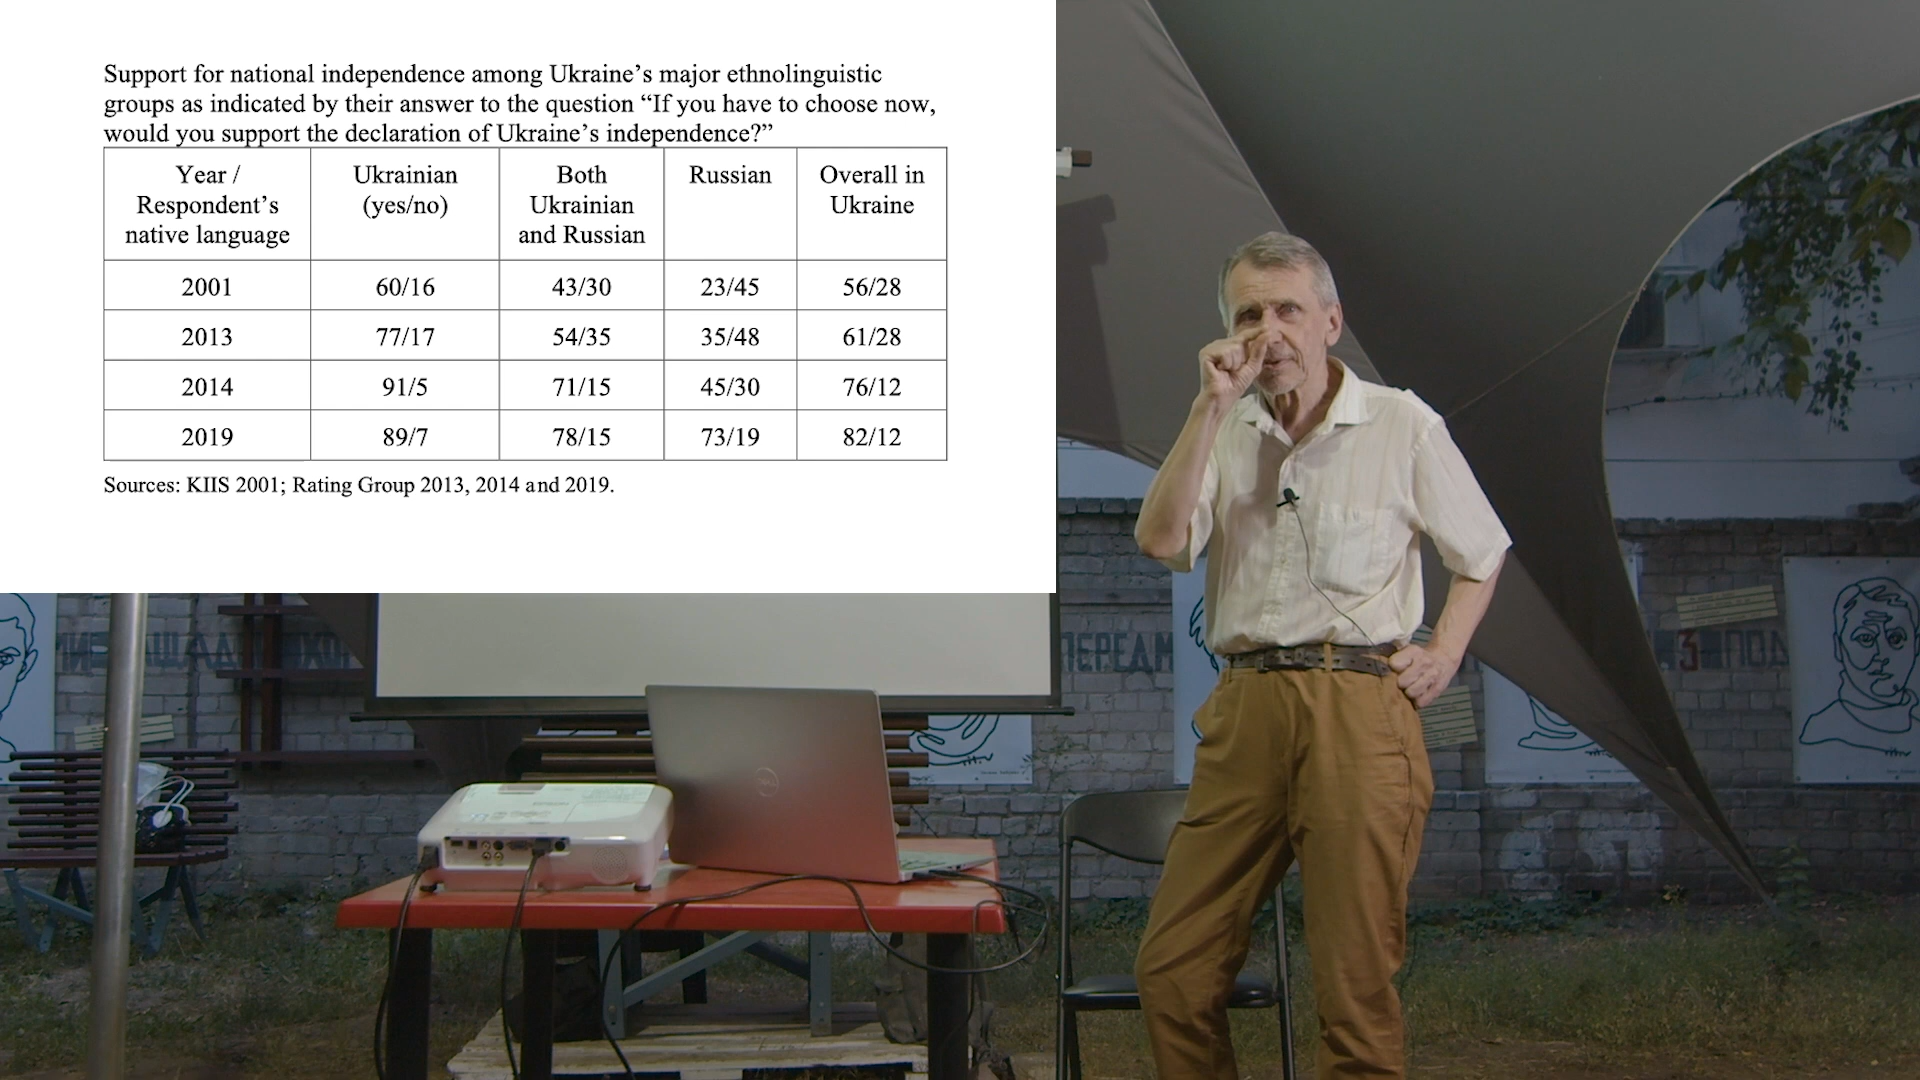 Support for national independence among Ukraine’s major ethnolinguistic
groups as indicated by their answer to the question “If you have to choose now,
would you support the declaration of Ukraine’s independence?”
Year / Respondent’s native language | Ukrainian (yes/no) | Both Ukrainian and Russian | Russian | Overall in Ukraine
2001 | 60/16 | 43/30 | 23/45 | 56/28
2013 | 77/17 | 54/35 | 35/48 | 61/28
2014 | 91/5 | 71/15 | 45/30 | 76/12
2019 | 89/7 | 78/15 | 73/19 | 82/12
Sources: KIIS 2001; Rating Group 2013, 2014 and 2019.
DELL